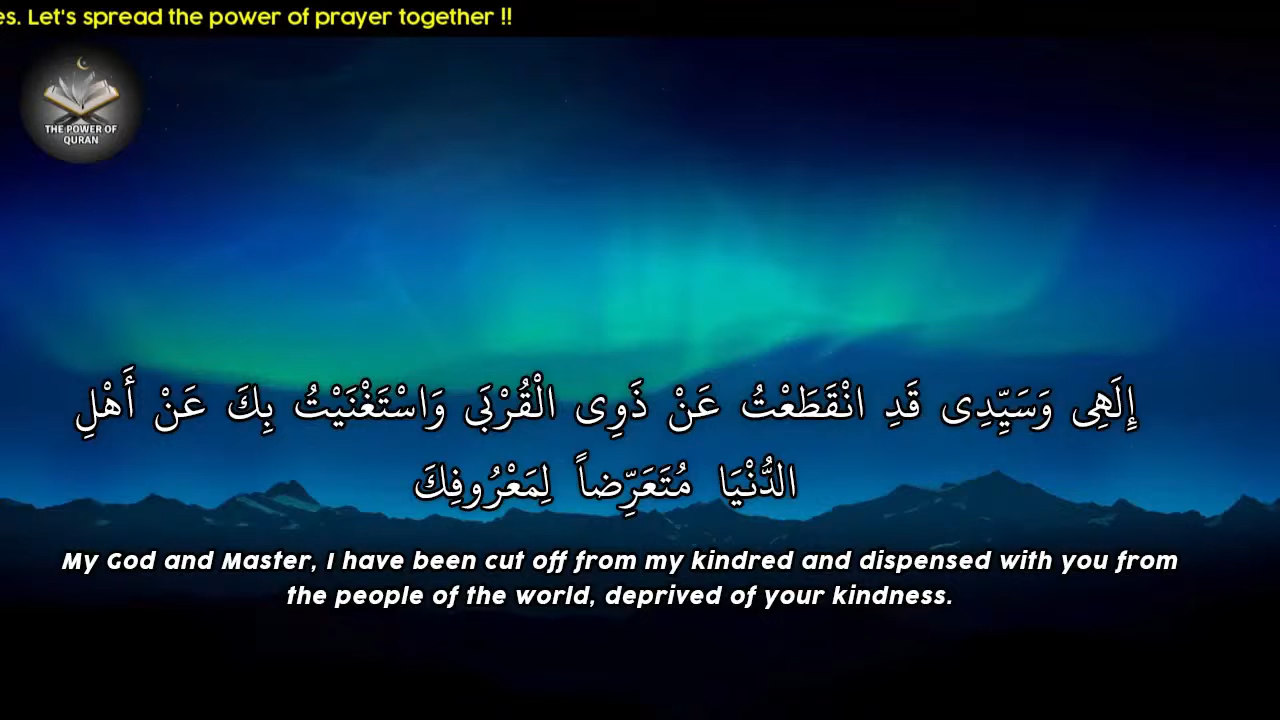 es. Let's spread the power of prayer together !!
THE POWER OF
QURAN
إِلَهِى وَسَيِّدِى قَدِ انْقَطَعْتُ عَنْ ذَوِى الْقُرْبَى وَاسْتَغْنَيْتُ بِكَ عَنْ أَهْلِ
الدُّنْيَا مُتَعَرِّضاً لِمَعْرُوفِكَ
My God and Master, I have been cut off from my kindred and dispensed with you from
the people of the world, deprived of your kindness.